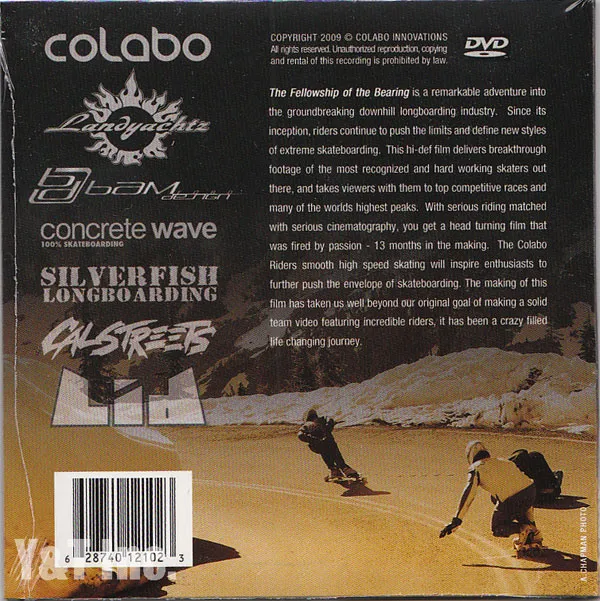 colabo
Landyachtz
bam design
concrete wave
100% SKATEBOARDING
SILVERFISH
LONGBOARDING
CALSTREETS
Lid
COPYRIGHT 2009 © COLABO INNOVATIONS
All rights reserved. Unauthorized reproduction, copying
and rental of this recording is prohibited by law.
DVD
The Fellowship of the Bearing is a remarkable adventure into
the groundbreaking downhill longboarding industry. Since its
inception, riders continue to push the limits and define new styles
of extreme skateboarding. This hi-def film delivers breakthrough
footage of the most recognized and hard working skaters out
there, and takes viewers with them to top competitive races and
many of the worlds highest peaks. With serious riding matched
with serious cinematography, you get a head turning film that
was fired by passion - 13 months in the making. The Colabo
Riders smooth high speed skating will inspire enthusiasts to
further push the envelope of skateboarding. The making of this
film has taken us well beyond our original goal of making a solid
team video featuring incredible riders, it has been a crazy filled
life changing journey.
6 28740 12102 3
Y&T Inc.
A CHAPMAN PHOTO